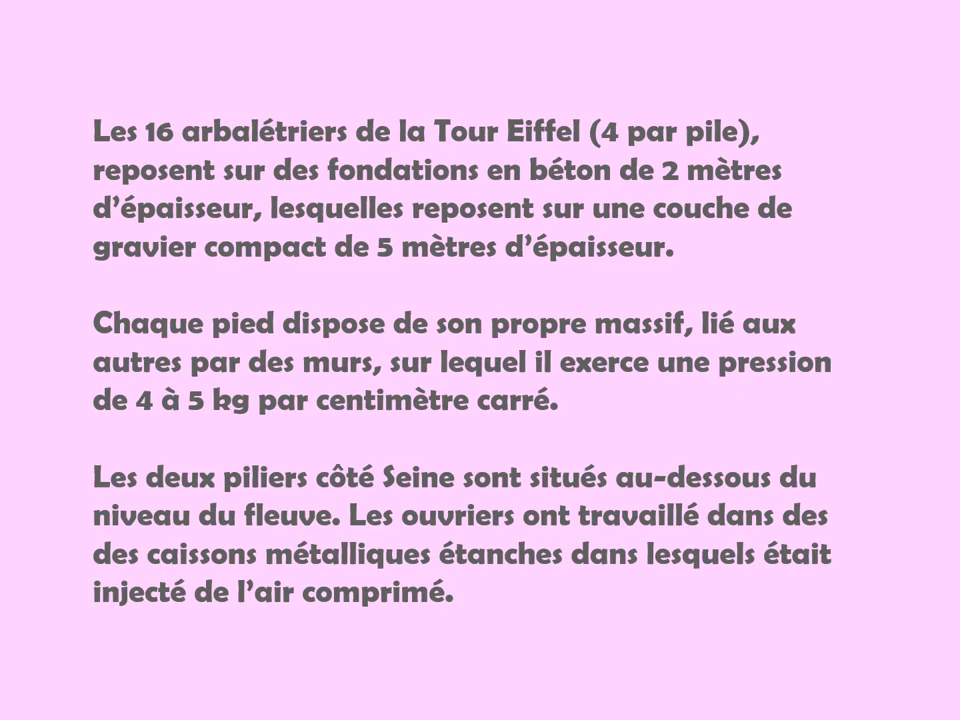 Les 16 arbalétriers de la Tour Eiffel (4 par pile),
reposent sur des fondations en béton de 2 mètres
d’épaisseur, lesquelles reposent sur une couche de
gravier compact de 5 mètres d’épaisseur.
Chaque pied dispose de son propre massif, lié aux
autres par des murs, sur lequel il exerce une pression
de 4 à 5 kg par centimètre carré.
Les deux piliers côté Seine sont situés au-dessous du
niveau du fleuve. Les ouvriers ont travaillé dans des
des caissons métalliques étanches dans lesquels était
injecté de l’air comprimé.